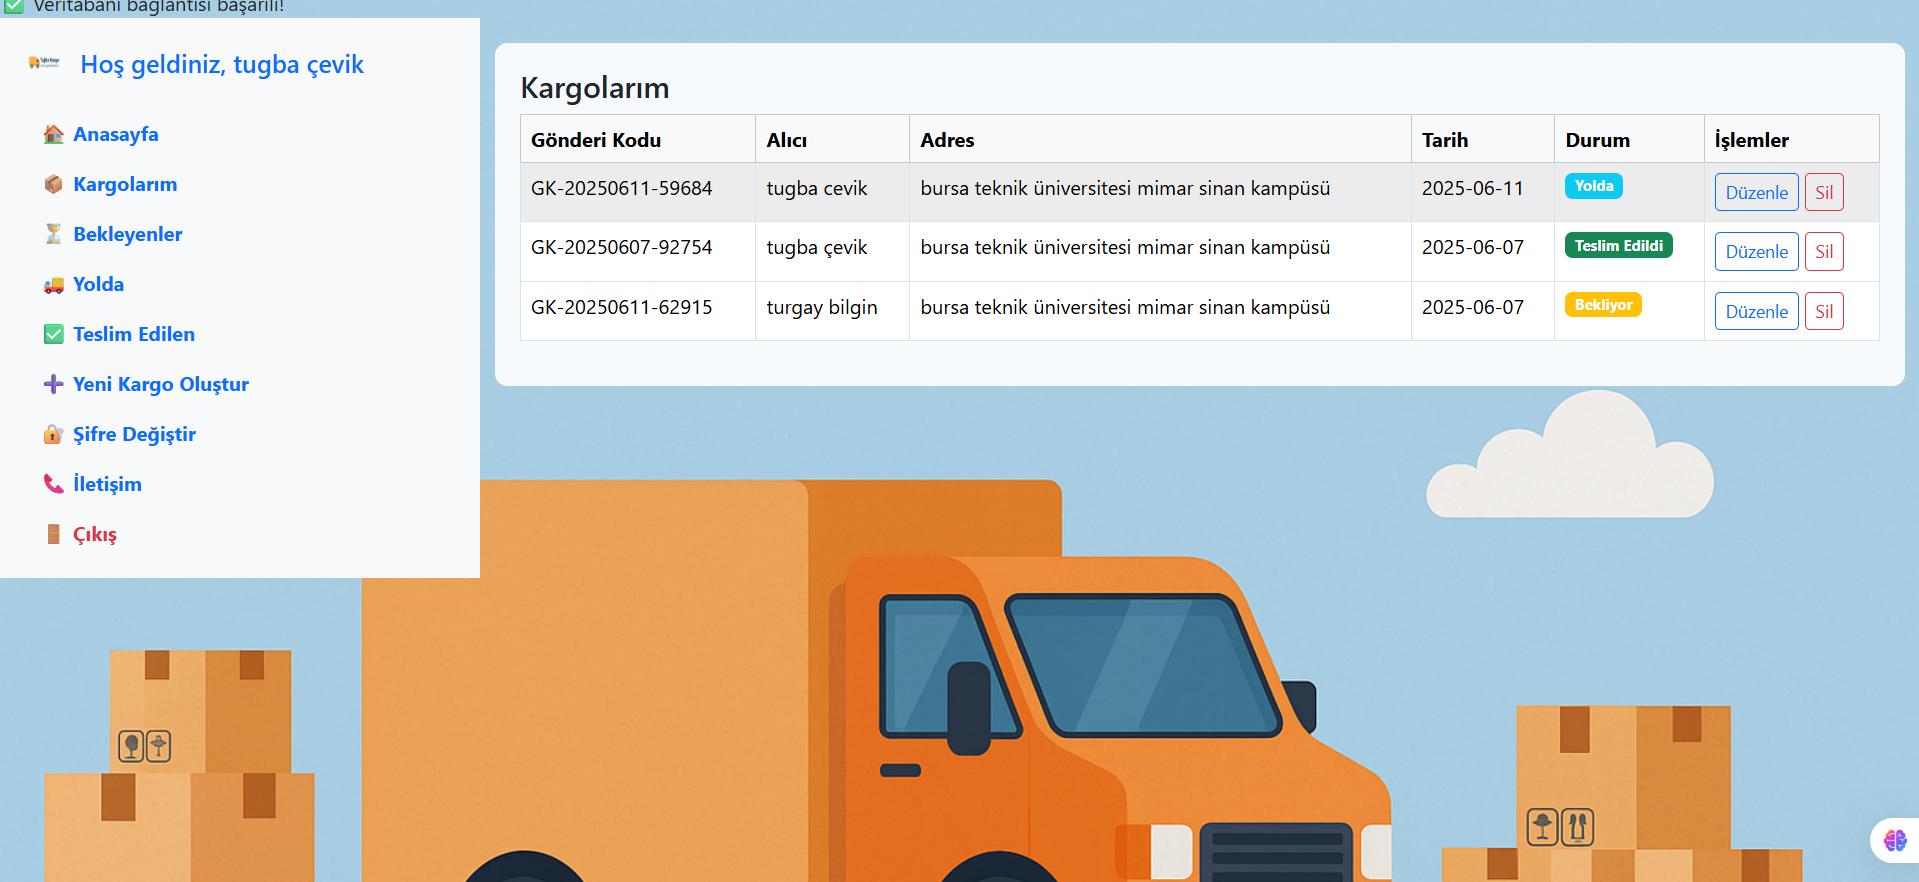 Veritabanı bağlantısı başarılı!
Hoş geldiniz, tugba çevik
Anasayfa
Kargolarım
Bekleyenler
Yolda
Teslim Edilen
Yeni Kargo Oluştur
Şifre Değiştir
İletişim
Çıkış
Kargolarım
Gönderi Kodu Alıcı Adres Tarih Durum İşlemler
GK-20250611-59684 tugba cevik bursa teknik üniversitesi mimar sinan kampüsü 2025-06-11 Yolda Düzenle Sil
GK-20250607-92754 tugba çevik bursa teknik üniversitesi mimar sinan kampüsü 2025-06-07 Teslim Edildi Düzenle Sil
GK-20250611-62915 turgay bilgin bursa teknik üniversitesi mimar sinan kampüsü 2025-06-07 Bekliyor Düzenle Sil